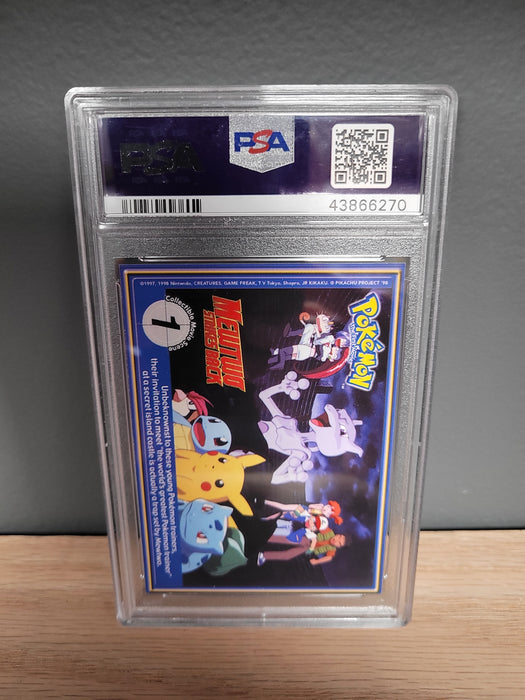 PSA
PSA
43866270
©1997, 1998 Nintendo, CREATURES, GAME FREAK, TV Tokyo, Shopro, JR KIKAKU. © PIKACHU PROJECT '98
POKéMON
MEWTWO
STRIKES BACK
Collectible Movie Scene
1
Unbeknownst to these young Pokémon trainers,
their invitation to meet "the world's greatest Pokémon trainer"
at a secret island castle is actually a trap set by Mewtwo.